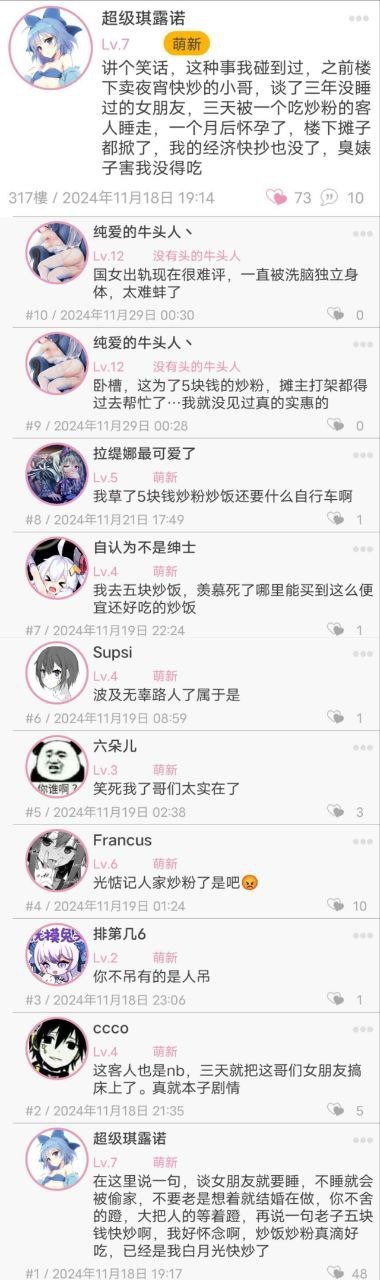 超级琪露诺
Lv.7 萌新
讲个笑话，这种事我碰到过，之前楼
下卖夜宵快炒的小哥，谈了三年没睡
过的女朋友，三天被一个吃炒粉的客
人睡走，一个月后怀孕了，楼下摊子
都掀了，我的经济快抄也没了，臭婊
子害我没得吃
317樓 / 2024年11月18日 19:14 73 10
纯爱的牛头人丶
Lv.12 没有头的牛头人
国女出轨现在很难评，一直被洗脑独立身
体，太难蚌了
#10 / 2024年11月29日 00:30 0
纯爱的牛头人丶
Lv.12 没有头的牛头人
卧槽，这为了5块钱的炒粉，摊主打架都得
过去帮忙了…我就没见过真的实惠的
#9 / 2024年11月29日 00:28 0
拉缇娜最可爱了
Lv.5 萌新
我草了5块钱炒粉炒饭还要什么自行车啊
#8 / 2024年11月21日 17:49 1
自认为不是绅士
Lv.4 萌新
我去五块炒饭，羡慕死了哪里能买到这么便
宜还好吃的炒饭
#7 / 2024年11月19日 22:24 1
Supsi
Lv.4 萌新
波及无辜路人了属于是
#6 / 2024年11月19日 08:59 1
六朵儿
Lv.3 萌新
笑死我了哥们太实在了
你谁啊？
#5 / 2024年11月19日 02:38 3
Francus
Lv.6 萌新
光惦记人家炒粉了是吧😡
#4 / 2024年11月19日 01:24 10
排第几6
Lv.2 萌新
你不吊有的是人吊
#3 / 2024年11月18日 23:06 1
ccco
Lv.4 萌新
这客人也是nb，三天就把这哥们女朋友搞
床上了。真就本子剧情
#2 / 2024年11月18日 21:35 5
超级琪露诺
Lv.7 萌新
在这里说一句，谈女朋友就要睡，不睡就会
被偷家，不要老是想着就结婚在做，你不舍
的蹬，大把人的等着蹬，再说一句老子五块
钱快炒啊，我好怀念啊，炒饭炒粉真滴好
吃，已经是我白月光快炒了
#1 / 2024年11月18日 19:17 48